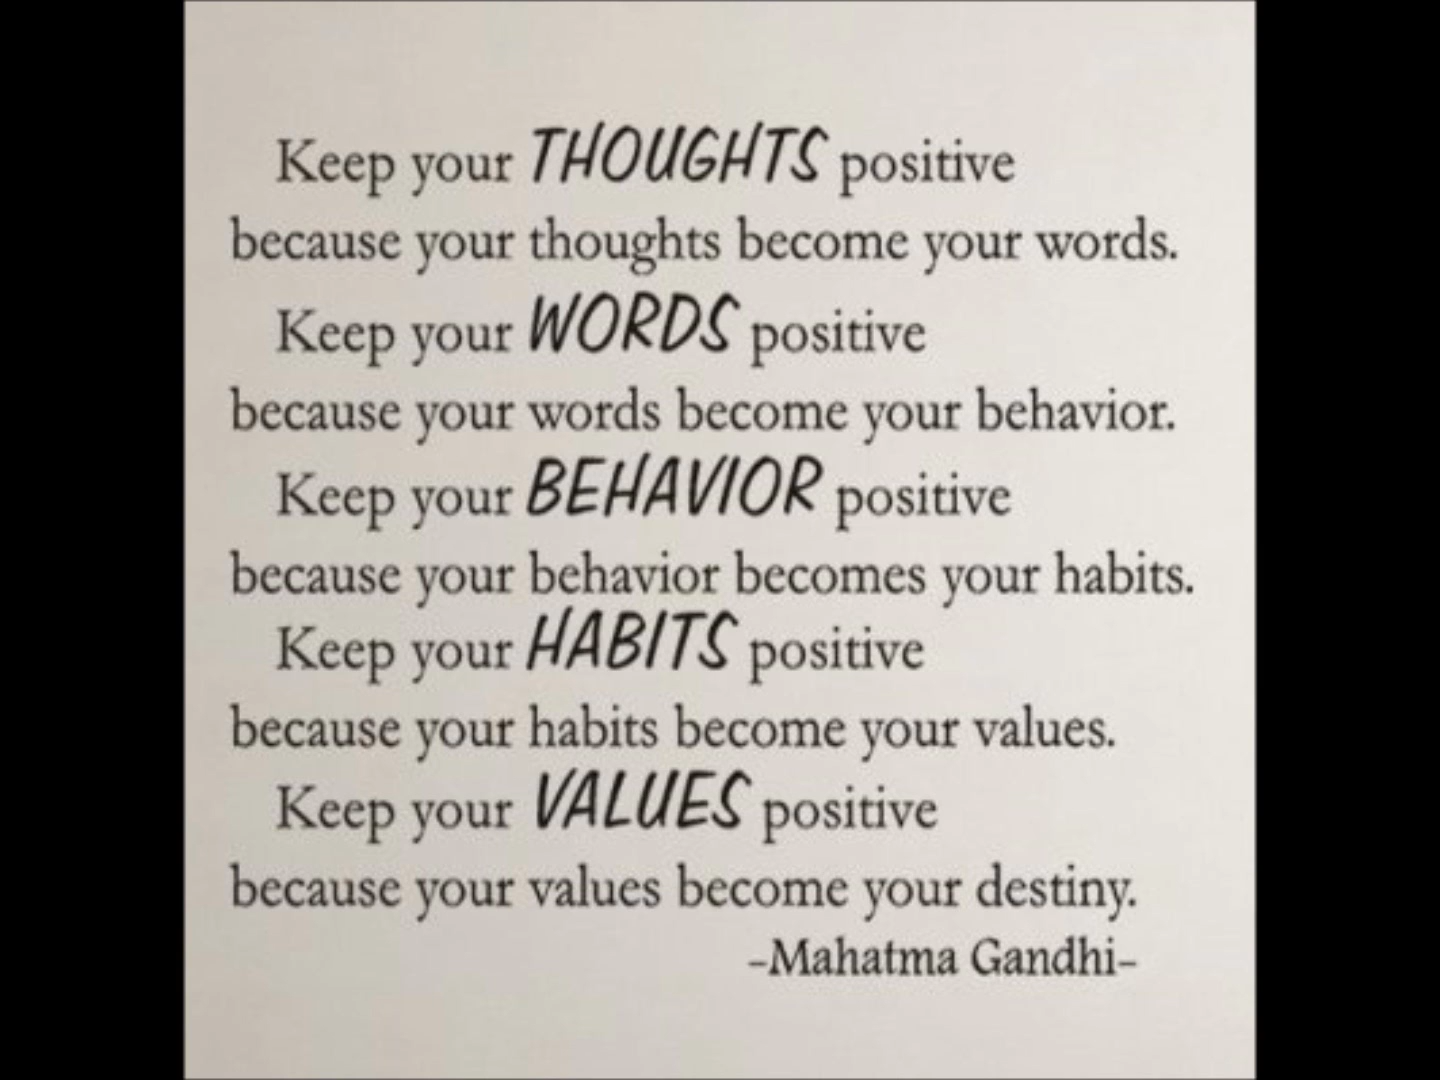 Keep your THOUGHTS positive
because your thoughts become your words.
Keep your WORDS positive
because your words become your behavior.
Keep your BEHAVIOR positive
because your behavior becomes your habits.
Keep your HABITS positive
because your habits become your values.
Keep your VALUES positive
because your values become your destiny.
-Mahatma Gandhi-